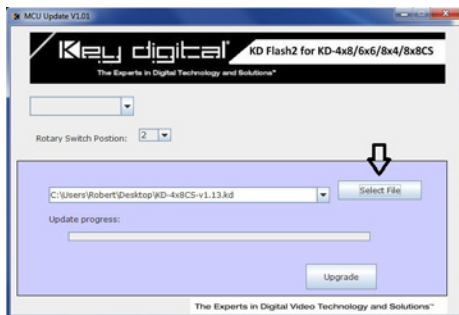 MCU Update V1.01
Key digital® KD Flash2 for KD-4x8/6x6/8x4/8x8CS
The Experts in Digital Technology and Solutions™
Rotary Switch Postion: 2
C:\Users\Robert\Desktop\KD-4x8CS-v1.13.kd Select File
Update progress:
Upgrade
The Experts in Digital Video Technology and Solutions™